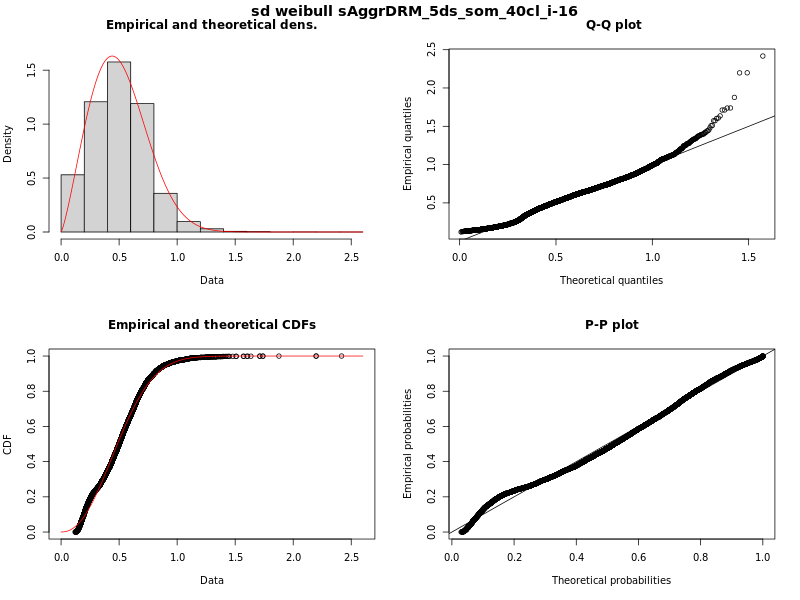 sd weibull sAggrDRM_5ds_som_40cl_i-16
Empirical and theoretical dens.
Density
0.0 0.5 1.0 1.5
0.0 0.5 1.0 1.5 2.0 2.5
Data
Q-Q plot
Empirical quantiles
0.5 1.0 1.5 2.0 2.5
0.0 0.5 1.0 1.5
Theoretical quantiles
Empirical and theoretical CDFs
CDF
0.0 0.2 0.4 0.6 0.8 1.0
0.0 0.5 1.0 1.5 2.0 2.5
Data
P-P plot
Empirical probabilities
0.0 0.2 0.4 0.6 0.8 1.0
0.0 0.2 0.4 0.6 0.8 1.0
Theoretical probabilities